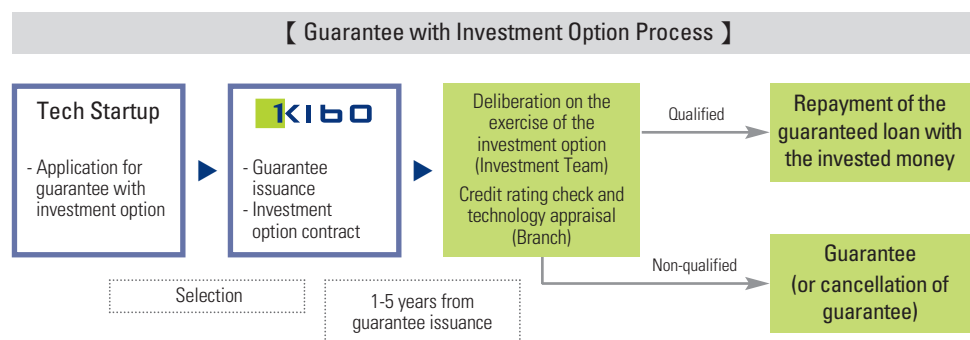 【 Guarantee with Investment Option Process 】
Tech Startup
- Application for
guarantee with
investment option
KIBO
- Guarantee
issuance
- Investment
option contract
Deliberation on the
exercise of the
investment option
(Investment Team)
Credit rating check and
technology appraisal
(Branch)
Qualified
Repayment of the
guaranteed loan with
the invested money
Non-qualified
Guarantee
(or cancellation of
guarantee)
Selection
1-5 years from
guarantee issuance